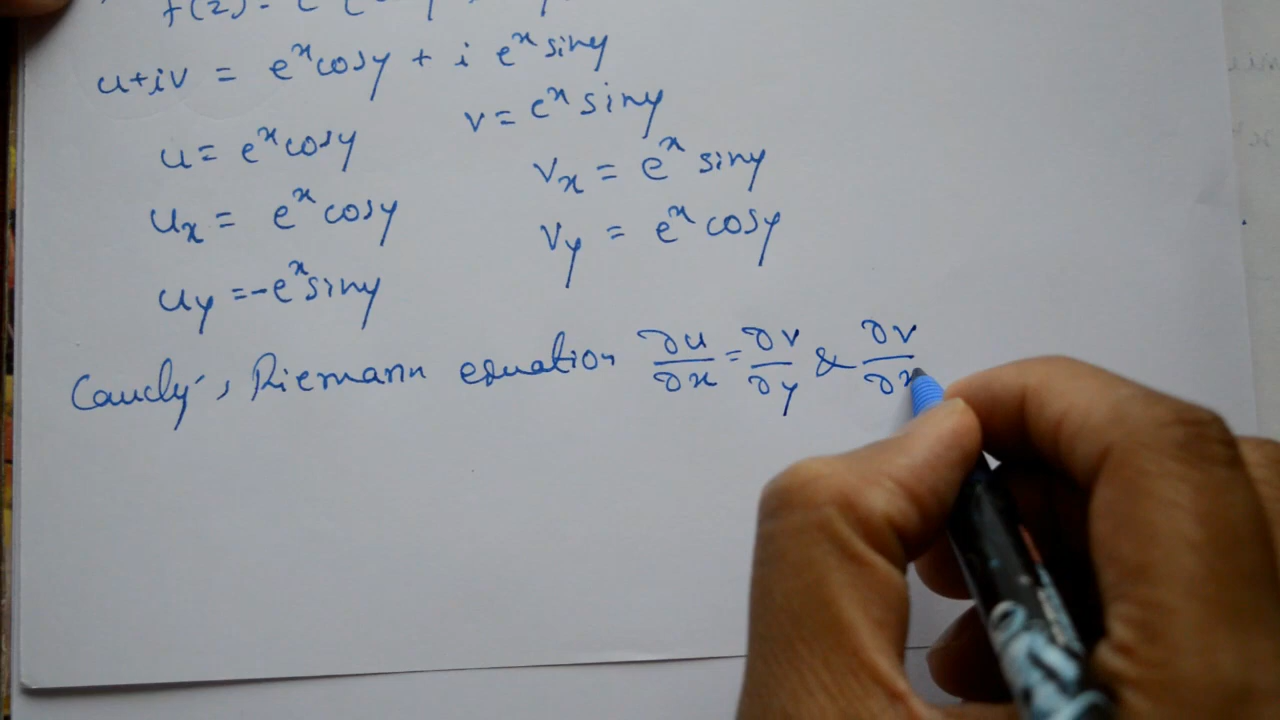 f(z) =
u+iv = e^x cosy + i e^x siny
u = e^x cosy
v = e^x siny
u_x = e^x cosy
v_x = e^x siny
u_y = -e^x siny
v_y = e^x cosy
Cauchy, Riemann equation ∂u/∂x = ∂v/∂y & ∂v/∂x